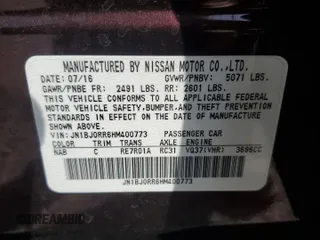 MANUFACTURED BY NISSAN MOTOR CO.,LTD.
DATE: 07/16 GVWR/PNBV: 5071 LBS.
GAWR/PNBE FR: 2491 LBS. RR: 2601 LBS.
THIS VEHICLE CONFORMS TO ALL APPLICABLE FEDERAL
MOTOR VEHICLE SAFETY, BUMPER, AND THEFT PREVENTION
STANDARDS IN EFFECT ON THE DATE OF MANUFACTURE
SHOWN ABOVE.
JN1BJ0RR6HM400773 PASSENGER CAR
COLOR TRIM TRANS AXLE ENGINE
NAB C RE7R01A RC31 VQ37(VHR) 3696CC
JN1BJ0RR6HM400773